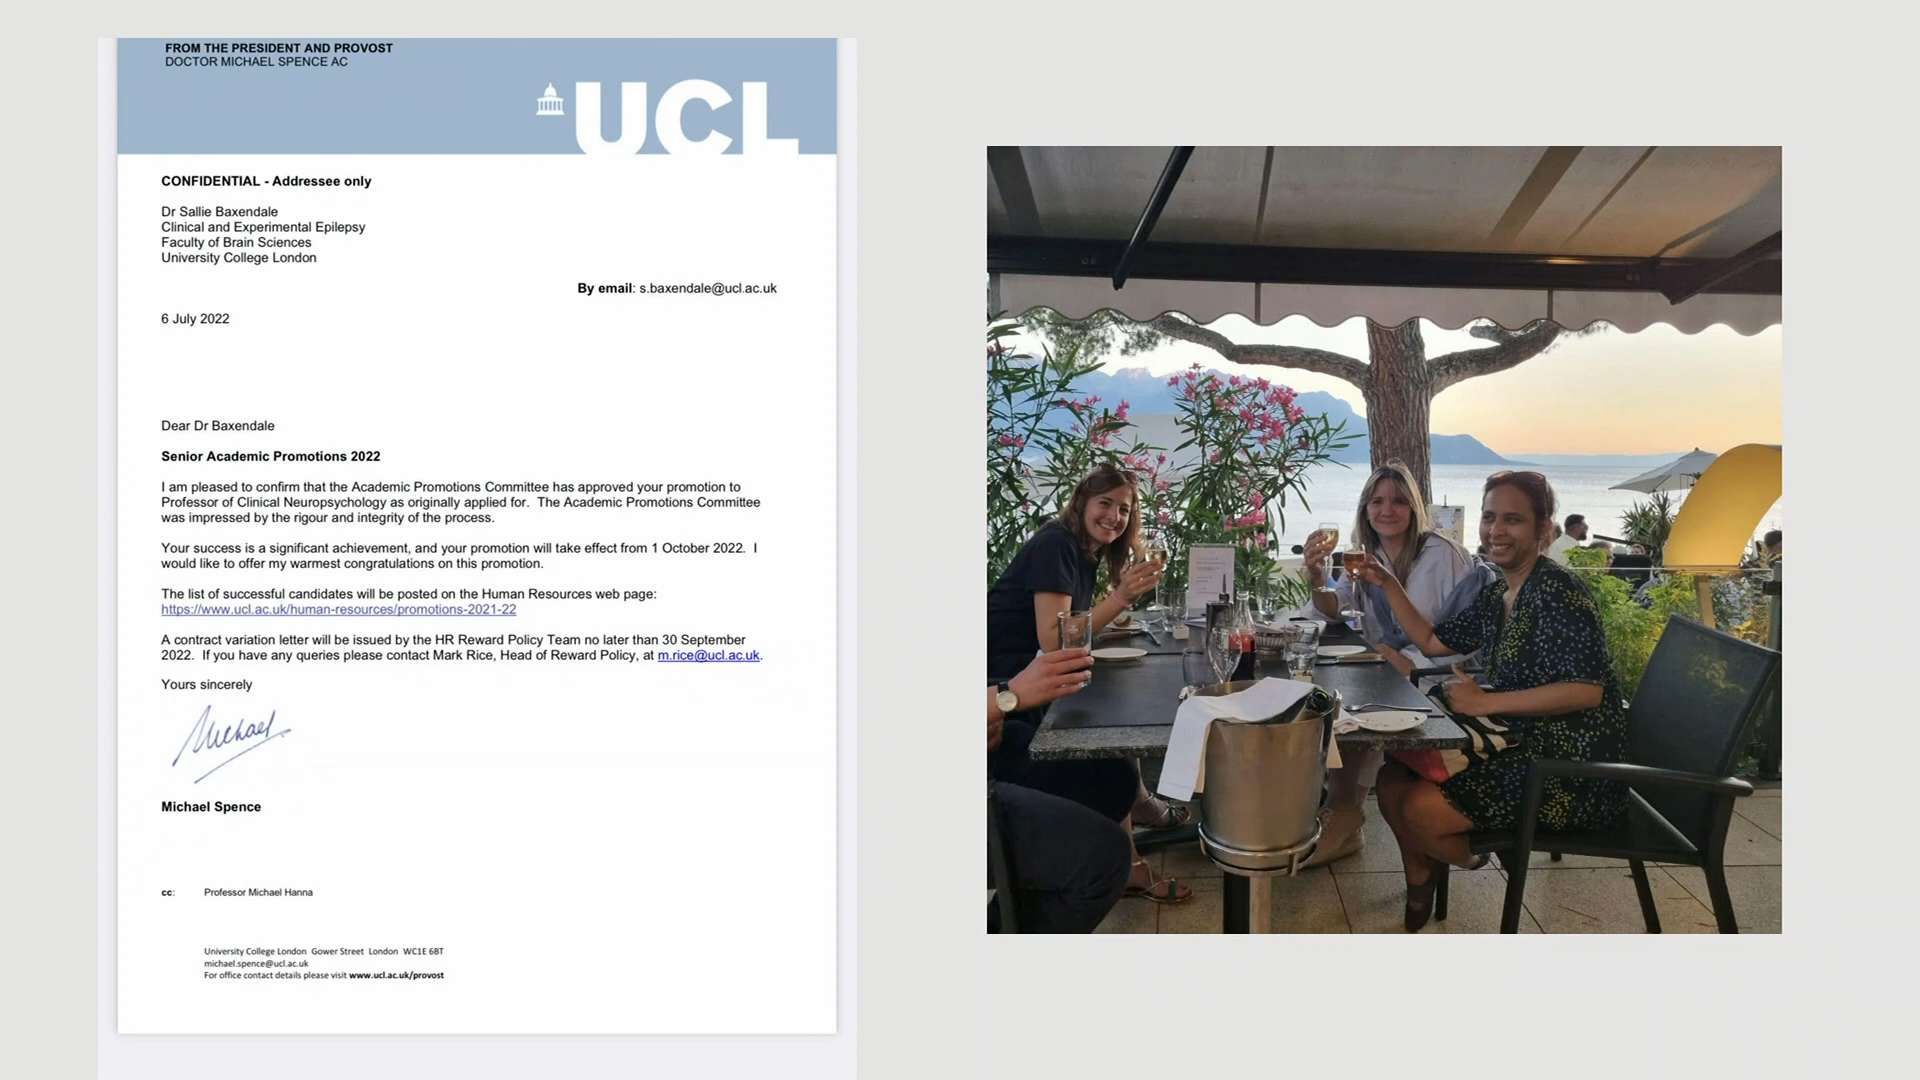 FROM THE PRESIDENT AND PROVOST
DOCTOR MICHAEL SPENCE AC
UCL
CONFIDENTIAL - Addressee only
Dr Sallie Baxendale
Clinical and Experimental Epilepsy
Faculty of Brain Sciences
University College London
By email: s.baxendale@ucl.ac.uk
6 July 2022
Dear Dr Baxendale
Senior Academic Promotions 2022
I am pleased to confirm that the Academic Promotions Committee has approved your promotion to
Professor of Clinical Neuropsychology as originally applied for.  The Academic Promotions Committee
was impressed by the rigour and integrity of the process.
Your success is a significant achievement, and your promotion will take effect from 1 October 2022.  I
would like to offer my warmest congratulations on this promotion.
The list of successful candidates will be posted on the Human Resources web page:
https://www.ucl.ac.uk/human-resources/promotions-2021-22
A contract variation letter will be issued by the HR Reward Policy Team no later than 30 September
2022.  If you have any queries please contact Mark Rice, Head of Reward Policy, at m.rice@ucl.ac.uk.
Yours sincerely
Michael
Michael Spence
cc: Professor Michael Hanna
University College London  Gower Street  London  WC1E 6BT
michael.spence@ucl.ac.uk
For office contact details please visit www.ucl.ac.uk/provost